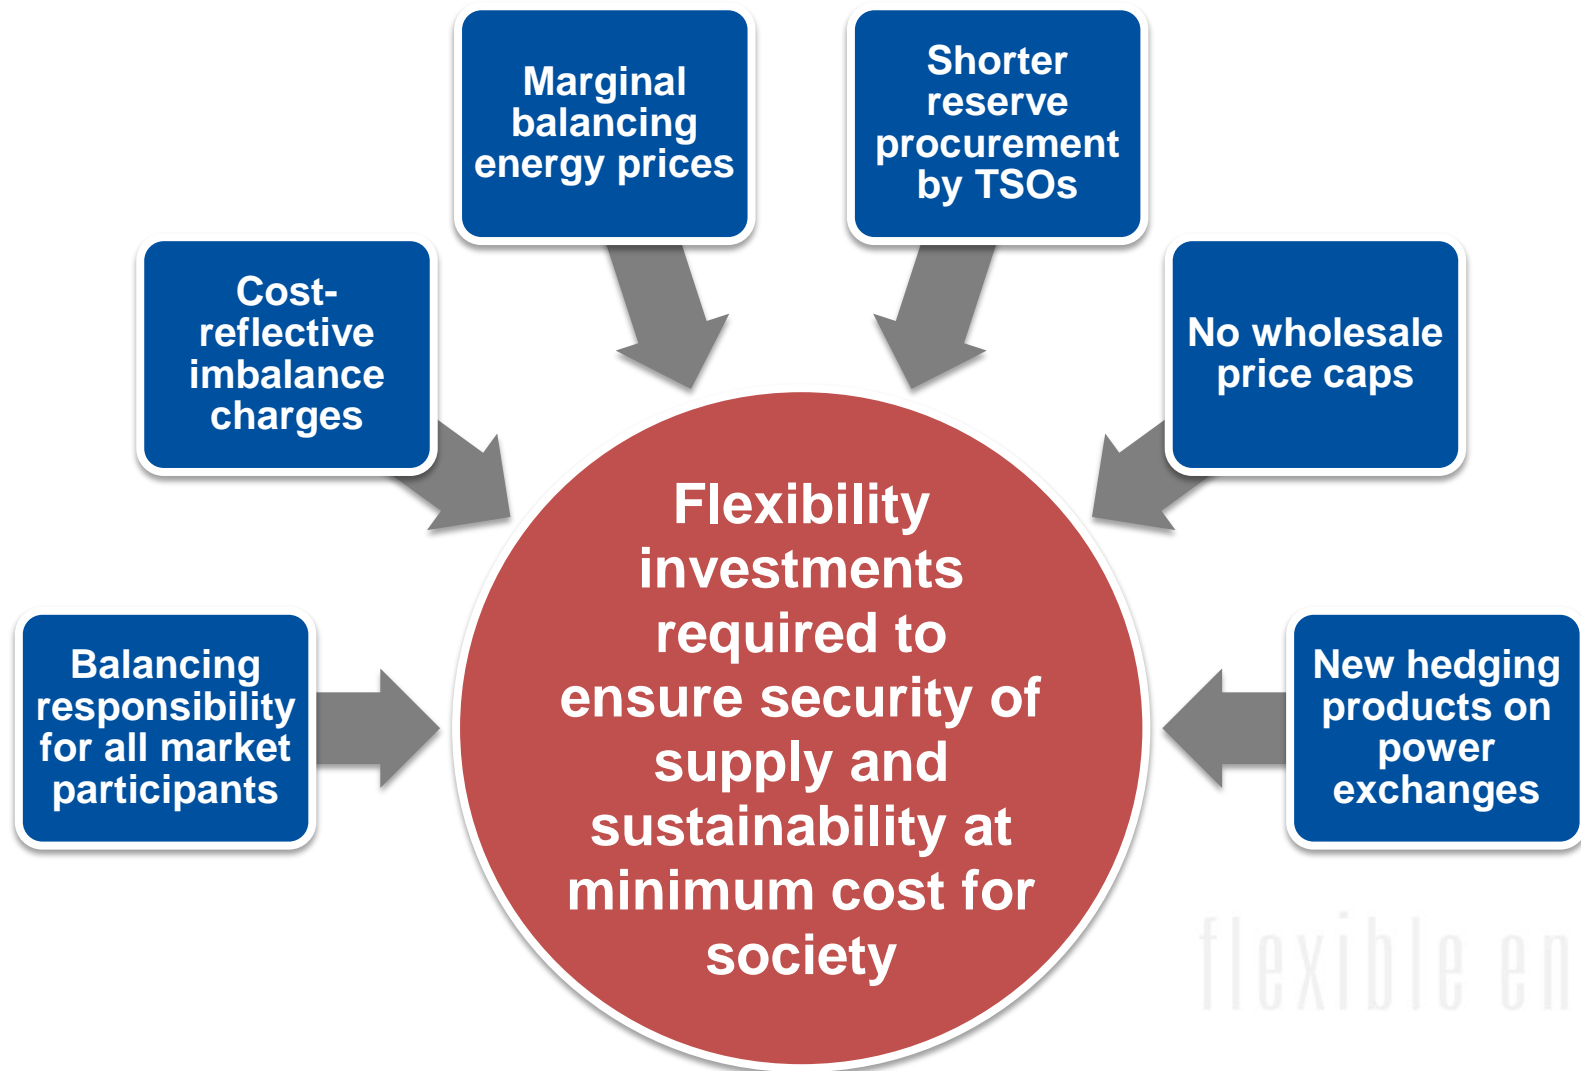 Marginal
balancing
energy prices
Shorter
reserve
procurement
by TSOs
Cost-
reflective
imbalance
charges
No wholesale
price caps
Balancing
responsibility
for all market
participants
Flexibility
investments
required to
ensure security of
supply and
sustainability at
minimum cost for
society
New hedging
products on
power
exchanges
flexible en